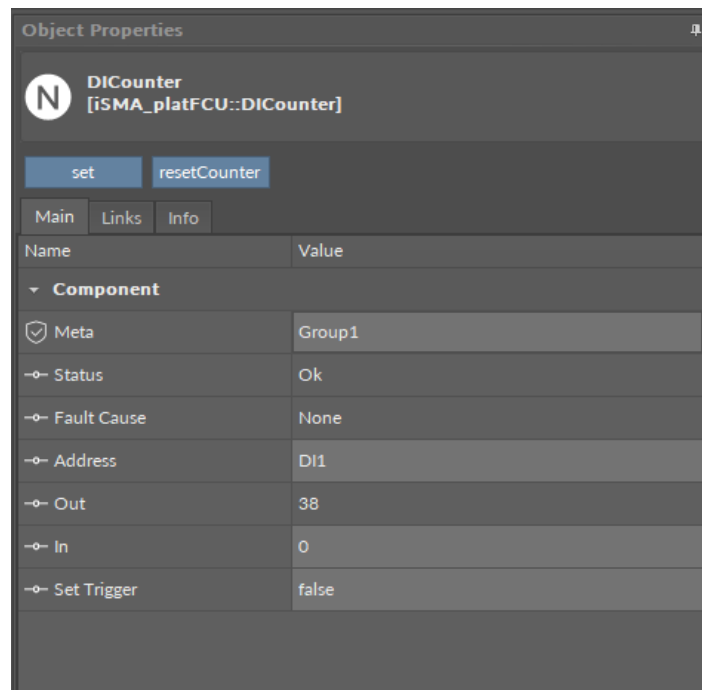 Object Properties
N
DICounter
[iSMA_platFCU::DICounter]
set resetCounter
Main Links Info
Name Value
Component
Meta Group1
Status Ok
Fault Cause None
Address DI1
Out 38
In 0
Set Trigger false